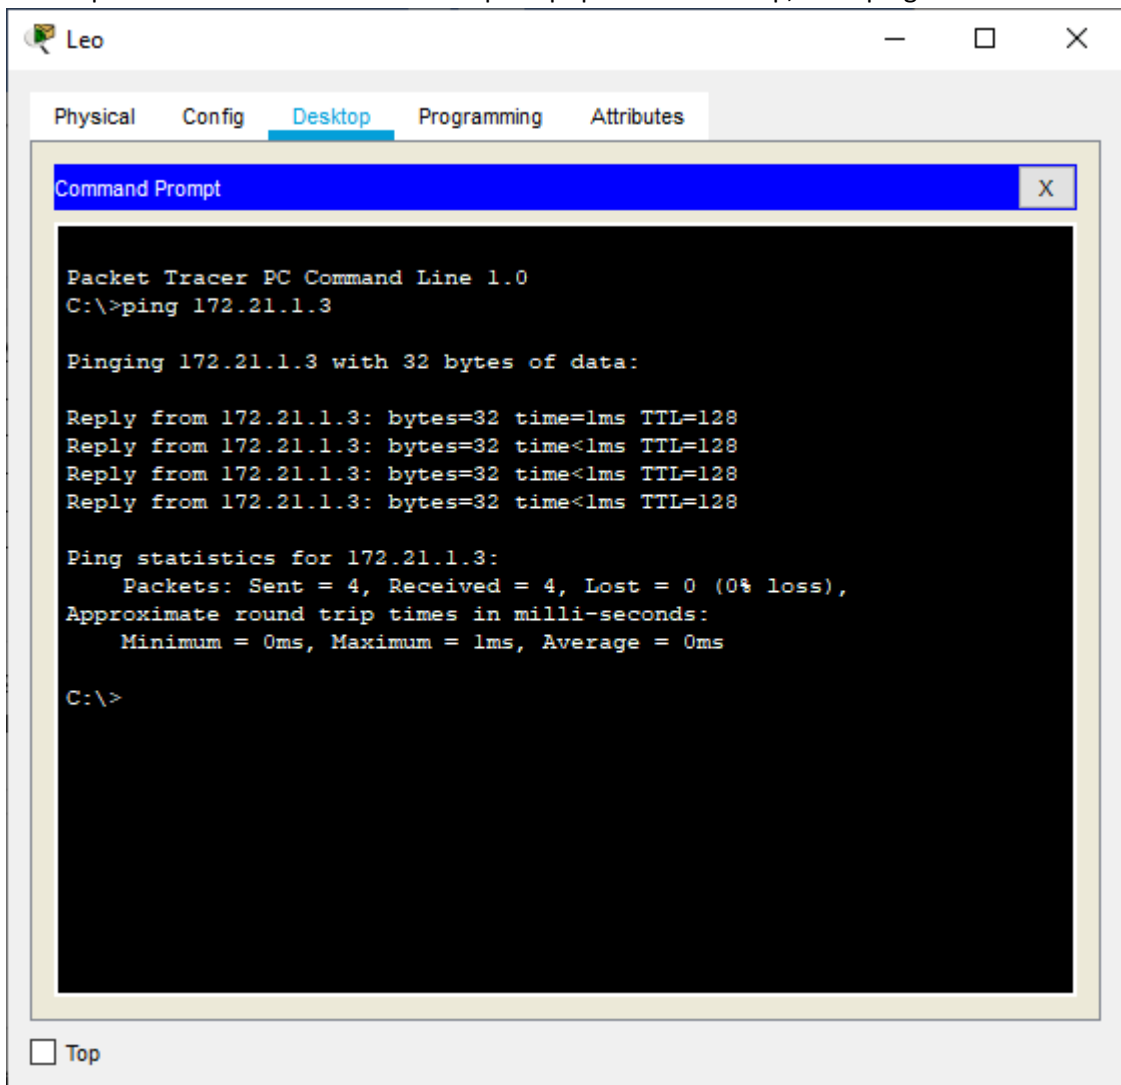 Leo
Physical Config Desktop Programming Attributes
Command Prompt X
Packet Tracer PC Command Line 1.0
C:\>ping 172.21.1.3
Pinging 172.21.1.3 with 32 bytes of data:
Reply from 172.21.1.3: bytes=32 time=1ms TTL=128
Reply from 172.21.1.3: bytes=32 time<1ms TTL=128
Reply from 172.21.1.3: bytes=32 time<1ms TTL=128
Reply from 172.21.1.3: bytes=32 time<1ms TTL=128
Ping statistics for 172.21.1.3:
Packets: Sent = 4, Received = 4, Lost = 0 (0% loss),
Approximate round trip times in milli-seconds:
Minimum = 0ms, Maximum = 1ms, Average = 0ms
C:\>
Top